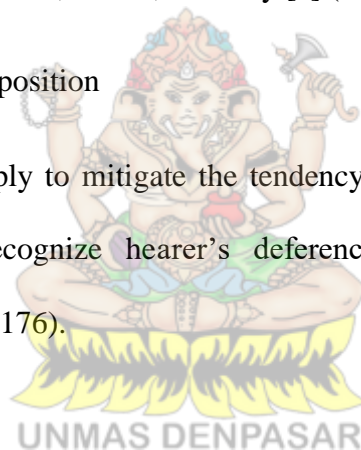 position
ply to mitigate the tendency
ecognize hearer's deferenc
176).
UNMAS DENPASAR